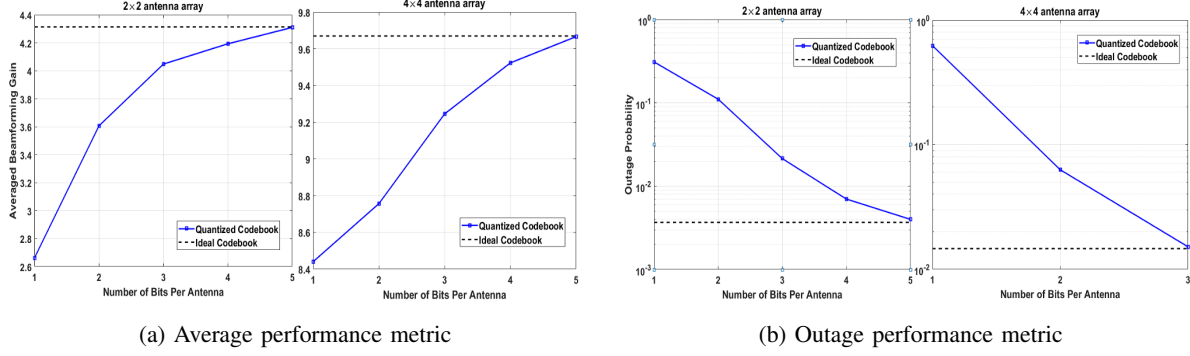 2×2 antenna array
4.4
4.2
4
3.8
3.6
3.4
3.2
3
2.8
2.6
Averaged Beamforming Gain
Quantized Codebook
Ideal Codebook
1 2 3 4 5
Number of Bits Per Antenna
4×4 antenna array
9.8
9.6
9.4
9.2
9
8.8
8.6
8.4
Quantized Codebook
Ideal Codebook
1 2 3 4 5
Number of Bits Per Antenna
(a) Average performance metric
2×2 antenna array
10^0
10^-1
10^-2
10^-3
Outage Probability
Quantized Codebook
Ideal Codebook
1 2 3 4 5
Number of Bits Per Antenna
4×4 antenna array
10^0
10^-1
10^-2
Quantized Codebook
Ideal Codebook
1 2 3
Number of Bits Per Antenna
(b) Outage performance metric